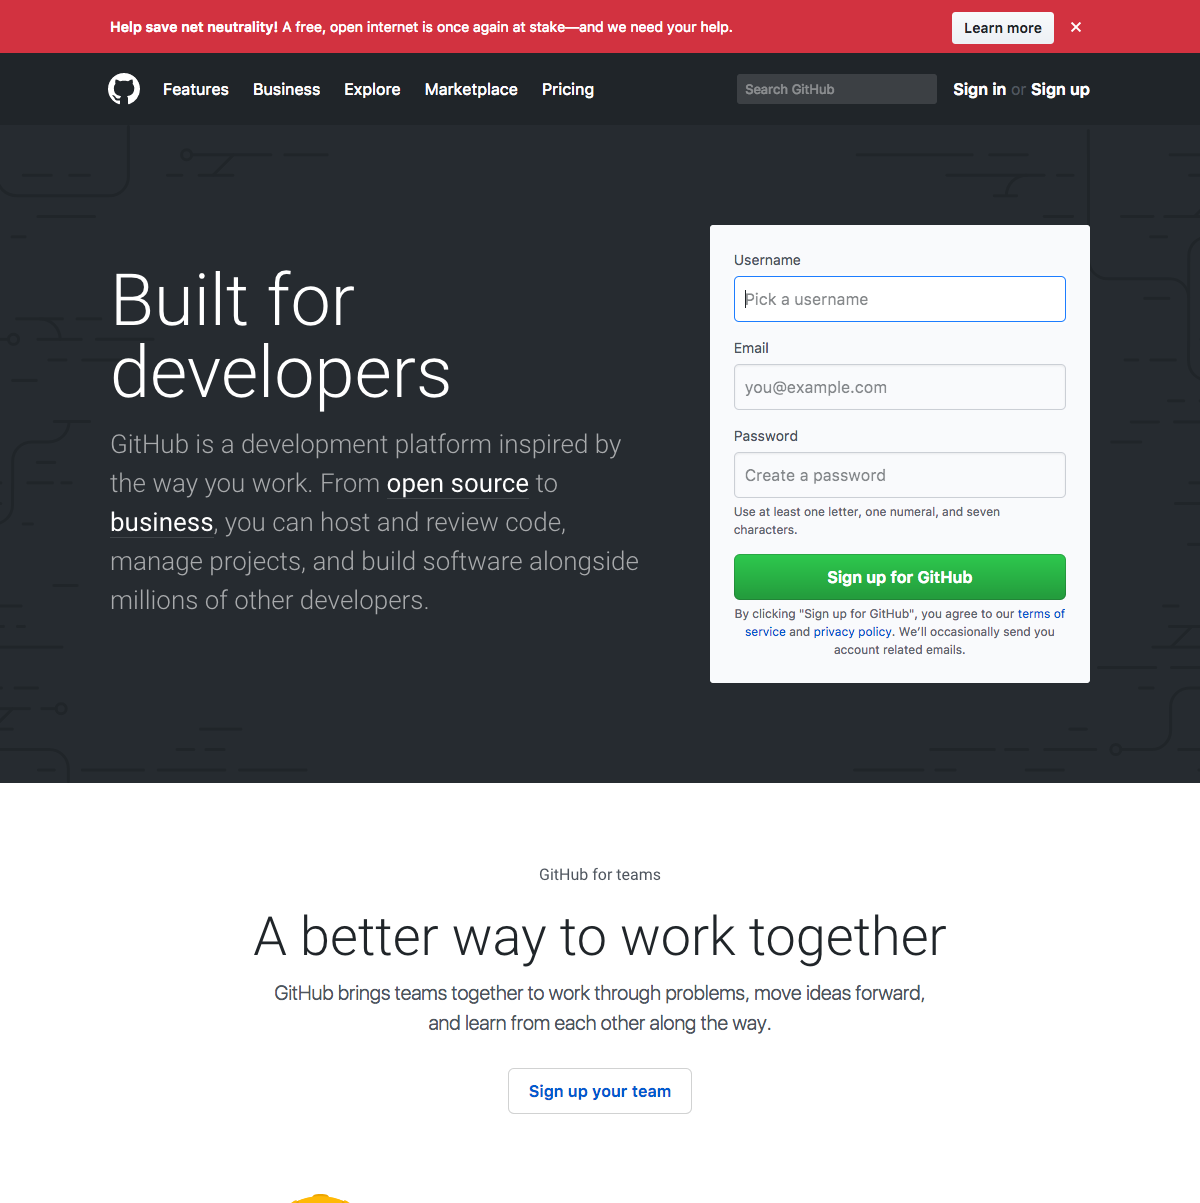 Help save net neutrality! A free, open internet is once again at stake—and we need your help.
Learn more
Features Business Explore Marketplace Pricing
Search GitHub
Sign in or Sign up
Built for
developers
GitHub is a development platform inspired by
the way you work. From open source to
business, you can host and review code,
manage projects, and build software alongside
millions of other developers.
Username
Pick a username
Email
you@example.com
Password
Create a password
Use at least one letter, one numeral, and seven
characters.
Sign up for GitHub
By clicking "Sign up for GitHub", you agree to our terms of
service and privacy policy. We’ll occasionally send you
account related emails.
GitHub for teams
A better way to work together
GitHub brings teams together to work through problems, move ideas forward,
and learn from each other along the way.
Sign up your team